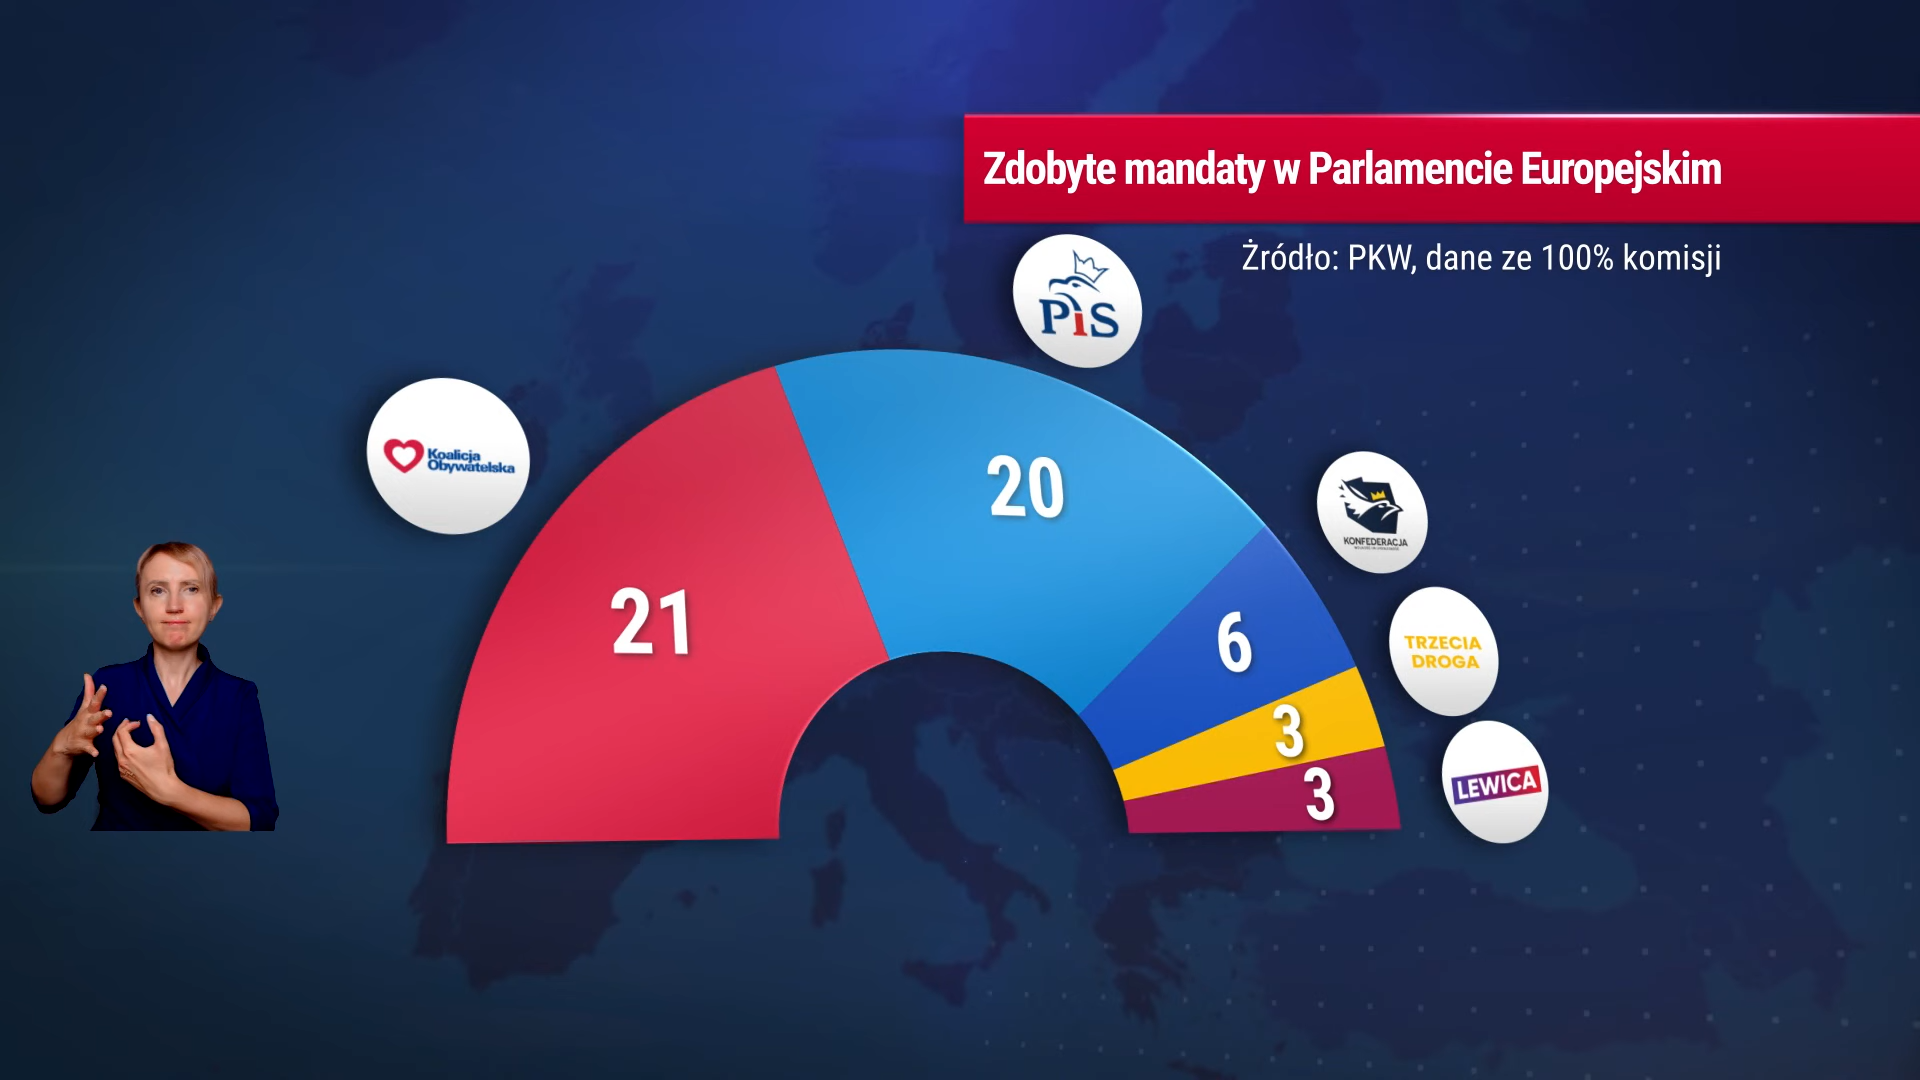 Zdobyte mandaty w Parlamencie Europejskim
Żródło: PKW, dane ze 100% komisji
PiS
Koalicja
Obywatelska
21
20
KONFEDERACJA
6
TRZECIA
DROGA
3
LEWICA
3